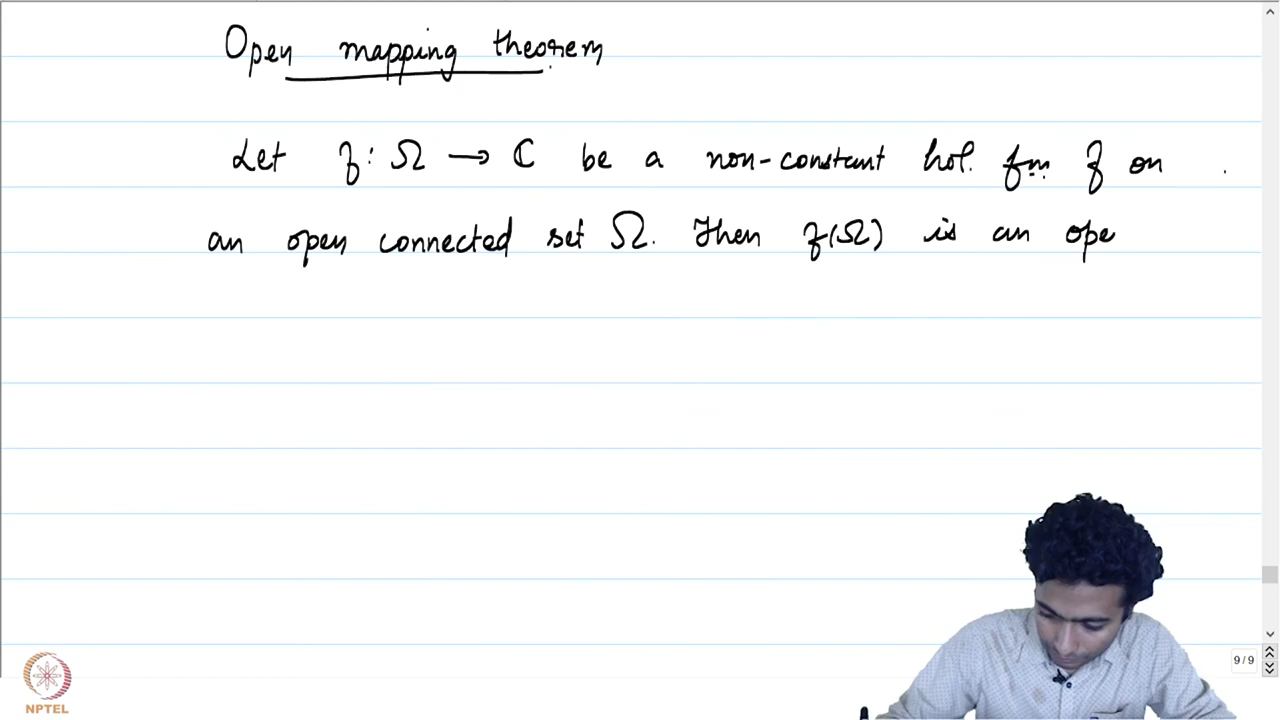 Open mapping theorem
Let f: Ω → ℂ be a non-constant hol. fn. f on
an open connected set Ω. Then f(Ω) is an ope
9/9
NPTEL